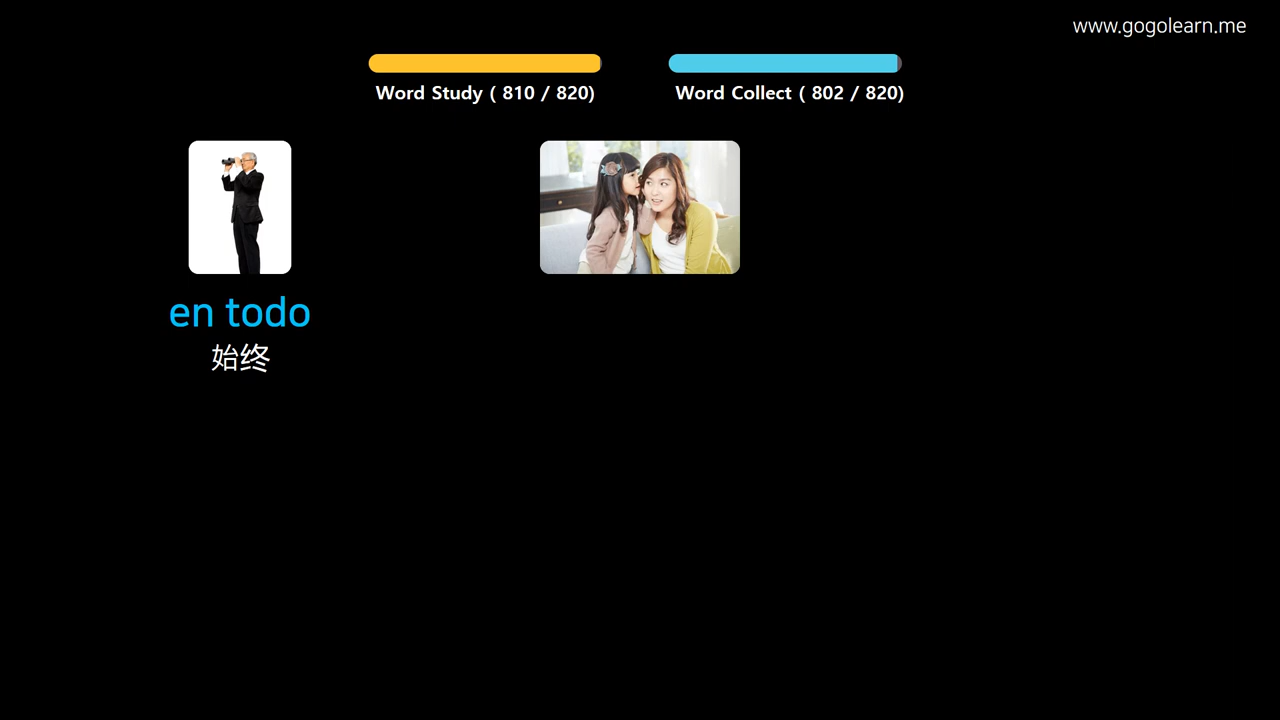 www.gogolearn.me
Word Study ( 810 / 820)
Word Collect ( 802 / 820)
en todo
始终